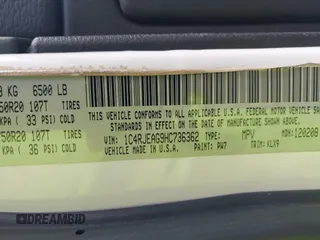 KG 6500 LB
50R20 107T TIRES
KPA ( 33 PSI) COLD
50R20 107T TIRES
KPA ( 36 PSI) COLD
THIS VEHICLE CONFORMS TO ALL APPLICABLE U.S.A. FEDERAL MOTOR VEHICLE
STANDARDS IN EFFECT ON THE DATE OF MANUFACTURE SHOWN ABOVE.
VIN: 1C4RJEAG9HC736362 TYPE: MPV MDH: 120208
VEHICLE MADE IN U.S.A. PAINT: PW7 TRIM: KLX9
DREAMBID